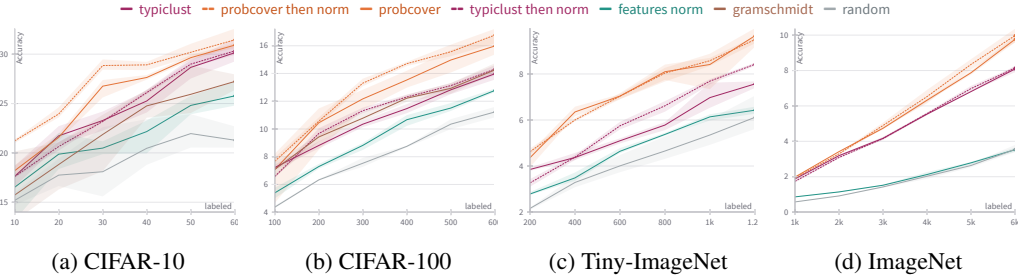 typiclust probcover then norm probcover typiclust then norm features norm gramschmidt random
Accuracy
30
25
20
15
labeled
10 20 30 40 50 60
Accuracy
16
14
12
10
8
6
4
labeled
100 200 300 400 500 600
Accuracy
8
6
4
2
labeled
200 400 600 800 1k 1.2
Accuracy
10
8
6
4
2
0
labeled
1k 2k 3k 4k 5k 6k
(a) CIFAR-10 (b) CIFAR-100 (c) Tiny-ImageNet (d) ImageNet